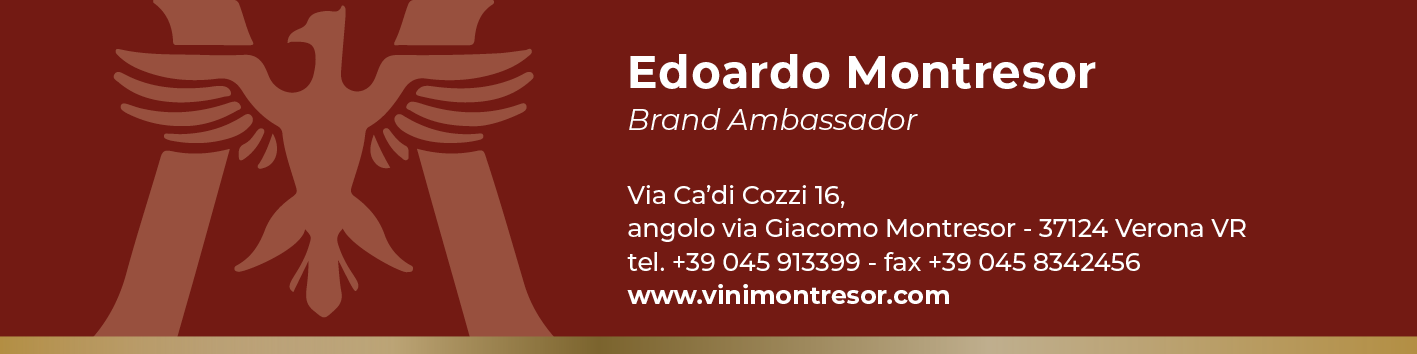 Edoardo Montresor
Brand Ambassador
Via Ca’di Cozzi 16,
angolo via Giacomo Montresor - 37124 Verona VR
tel. +39 045 913399 - fax +39 045 8342456
www.vinimontresor.com